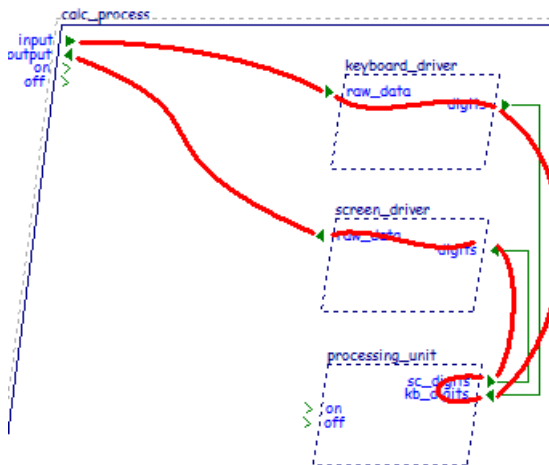 calc_process
input
output
on
off
keyboard_driver
raw_data
digits
screen_driver
raw_data
digits
processing_unit
sc_digits
kb_digits
on
off